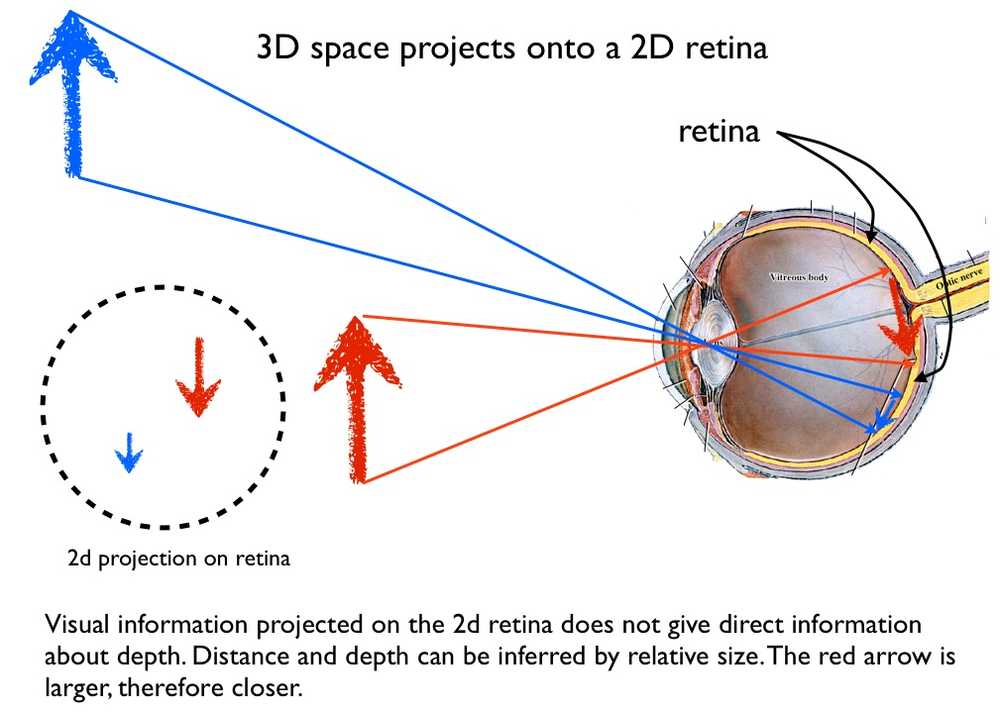 3D space projects onto a 2D retina
retina
Vitreous body
Optic nerve
2d projection on retina
Visual information projected on the 2d retina does not give direct information
about depth. Distance and depth can be inferred by relative size. The red arrow is
larger, therefore closer.